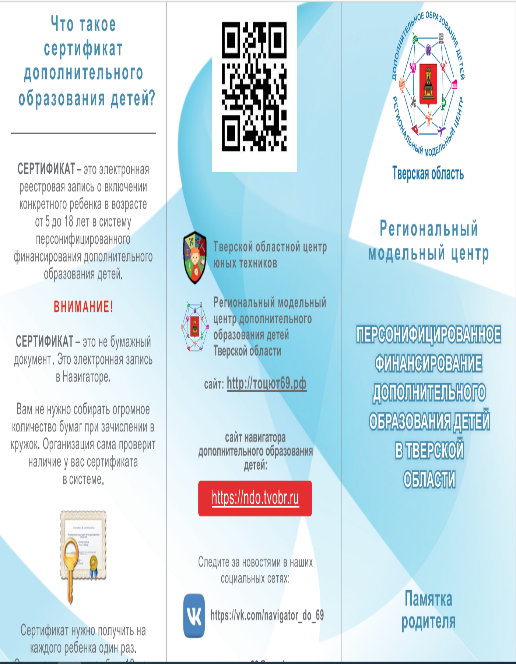 Что такое
сертификат
дополнительного
образования детей?
СЕРТИФИКАТ – это электронная
реестровая запись о включении
конкретного ребенка в возрасте
от 5 до 18 лет в систему
персонифицированного
финансирования дополнительного
образования детей.
ВНИМАНИЕ!
СЕРТИФИКАТ – это не бумажный
документ. Это электронная запись
в Навигаторе.
Вам не нужно собирать огромное
количество бумаг при зачислении в
кружок. Организация сама проверит
наличие у вас сертификата
в системе.
Сертификат нужно получить на
каждого ребенка один раз.
Тверской областной центр
юных техников
Региональный модельный
центр дополнительного
образования детей
Тверской области
сайт: http://тоцют69.рф
сайт навигатора
дополнительного образования
детей:
https://ndo.tvobr.ru
Следите за новостями в наших
социальных сетях:
https://vk.com/navigator_do_69
ДОПОЛНИТЕЛЬНОЕ ОБРАЗОВАНИЕ ДЕТЕЙ
РЕГИОНАЛЬНЫЙ МОДЕЛЬНЫЙ ЦЕНТР
Тверская область
Региональный
модельный центр
ПЕРСОНИФИЦИРОВАННОЕ
ФИНАНСИРОВАНИЕ
ДОПОЛНИТЕЛЬНОГО
ОБРАЗОВАНИЯ ДЕТЕЙ
В ТВЕРСКОЙ
ОБЛАСТИ
Памятка
родителя